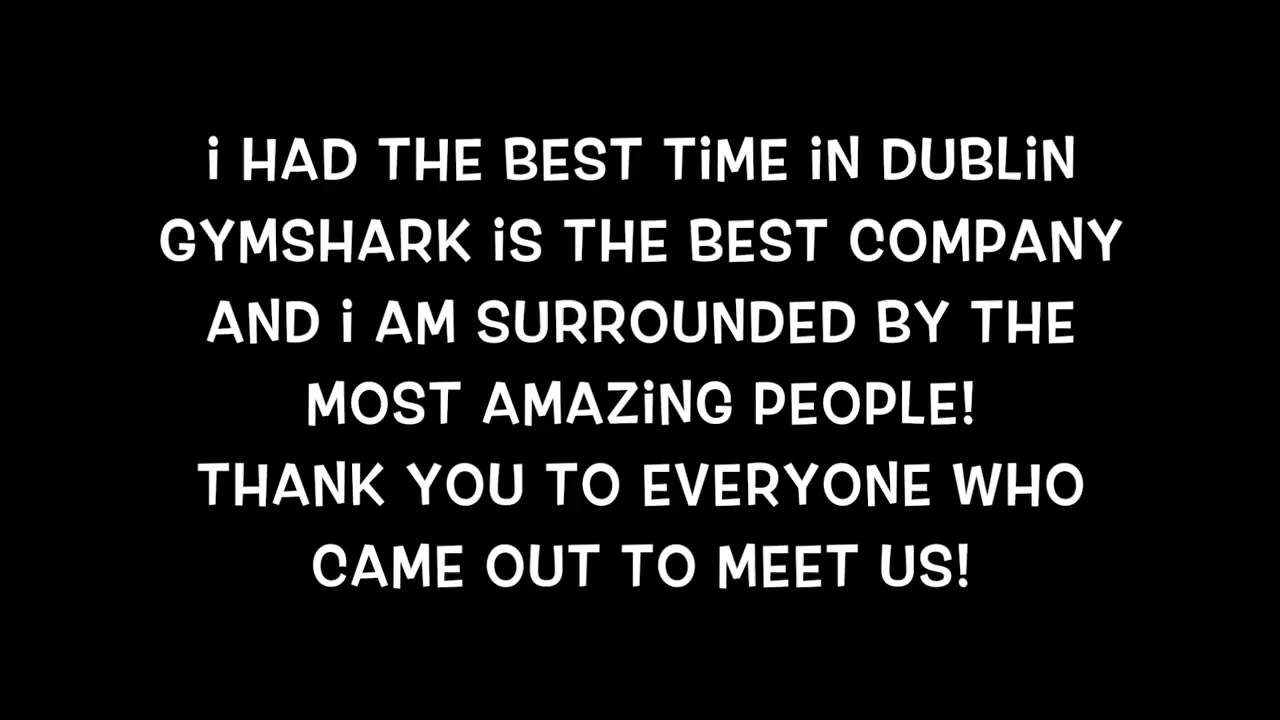 i HAD THE BEST TiME iN DUBLiN
GYMSHARK iS THE BEST COMPANY
AND i AM SURROUNDED BY THE
MOST AMAZiNG PEOPLE!
THANK YOU TO EVERYONE WHO
CAME OUT TO MEET US!